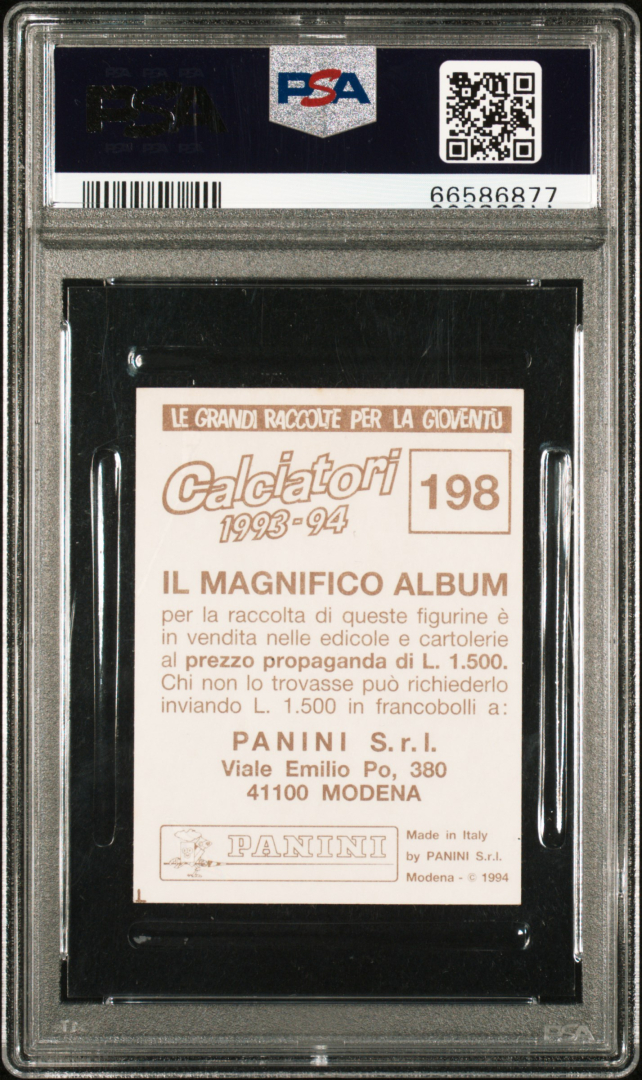 PSA
PSA
66586877
LE GRANDI RACCOLTE PER LA GIOVENTÙ
Calciatori
1993-94
198
IL MAGNIFICO ALBUM
per la raccolta di queste figurine è
in vendita nelle edicole e cartolerie
al prezzo propaganda di L. 1.500.
Chi non lo trovasse può richiederlo
inviando L. 1.500 in francobolli a:
PANINI S.r.l.
Viale Emilio Po, 380
41100 MODENA
PANINI
Made in Italy
by PANINI S.r.l.
Modena - © 1994
L
PSA